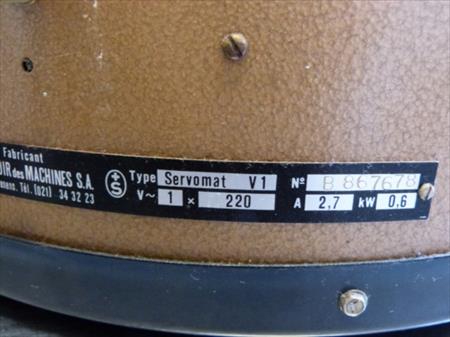 Fabricant
OIR des MACHINES S.A.
Tél. (021) 34 32 23
+S
Type Servomat V1 Nº B 867678
V~ 1 × 220 A 2,7 kW 0,6